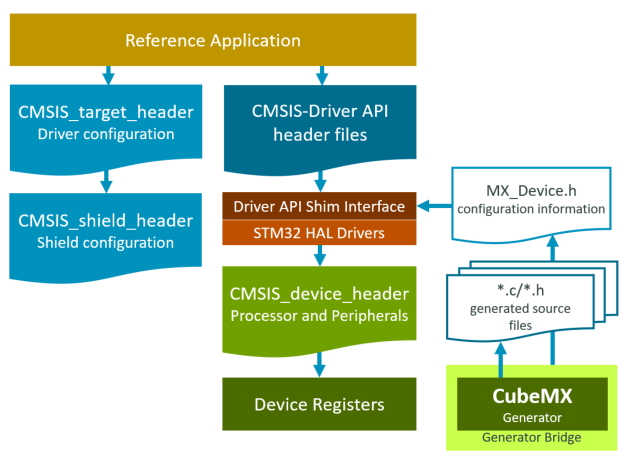 Reference Application
CMSIS_target_header
Driver configuration
CMSIS-Driver API
header files
CMSIS_shield_header
Shield configuration
Driver API Shim Interface
STM32 HAL Drivers
MX_Device.h
configuration information
CMSIS_device_header
Processor and Peripherals
*.c/*.h
generated source
files
Device Registers
CubeMX
Generator
Generator Bridge